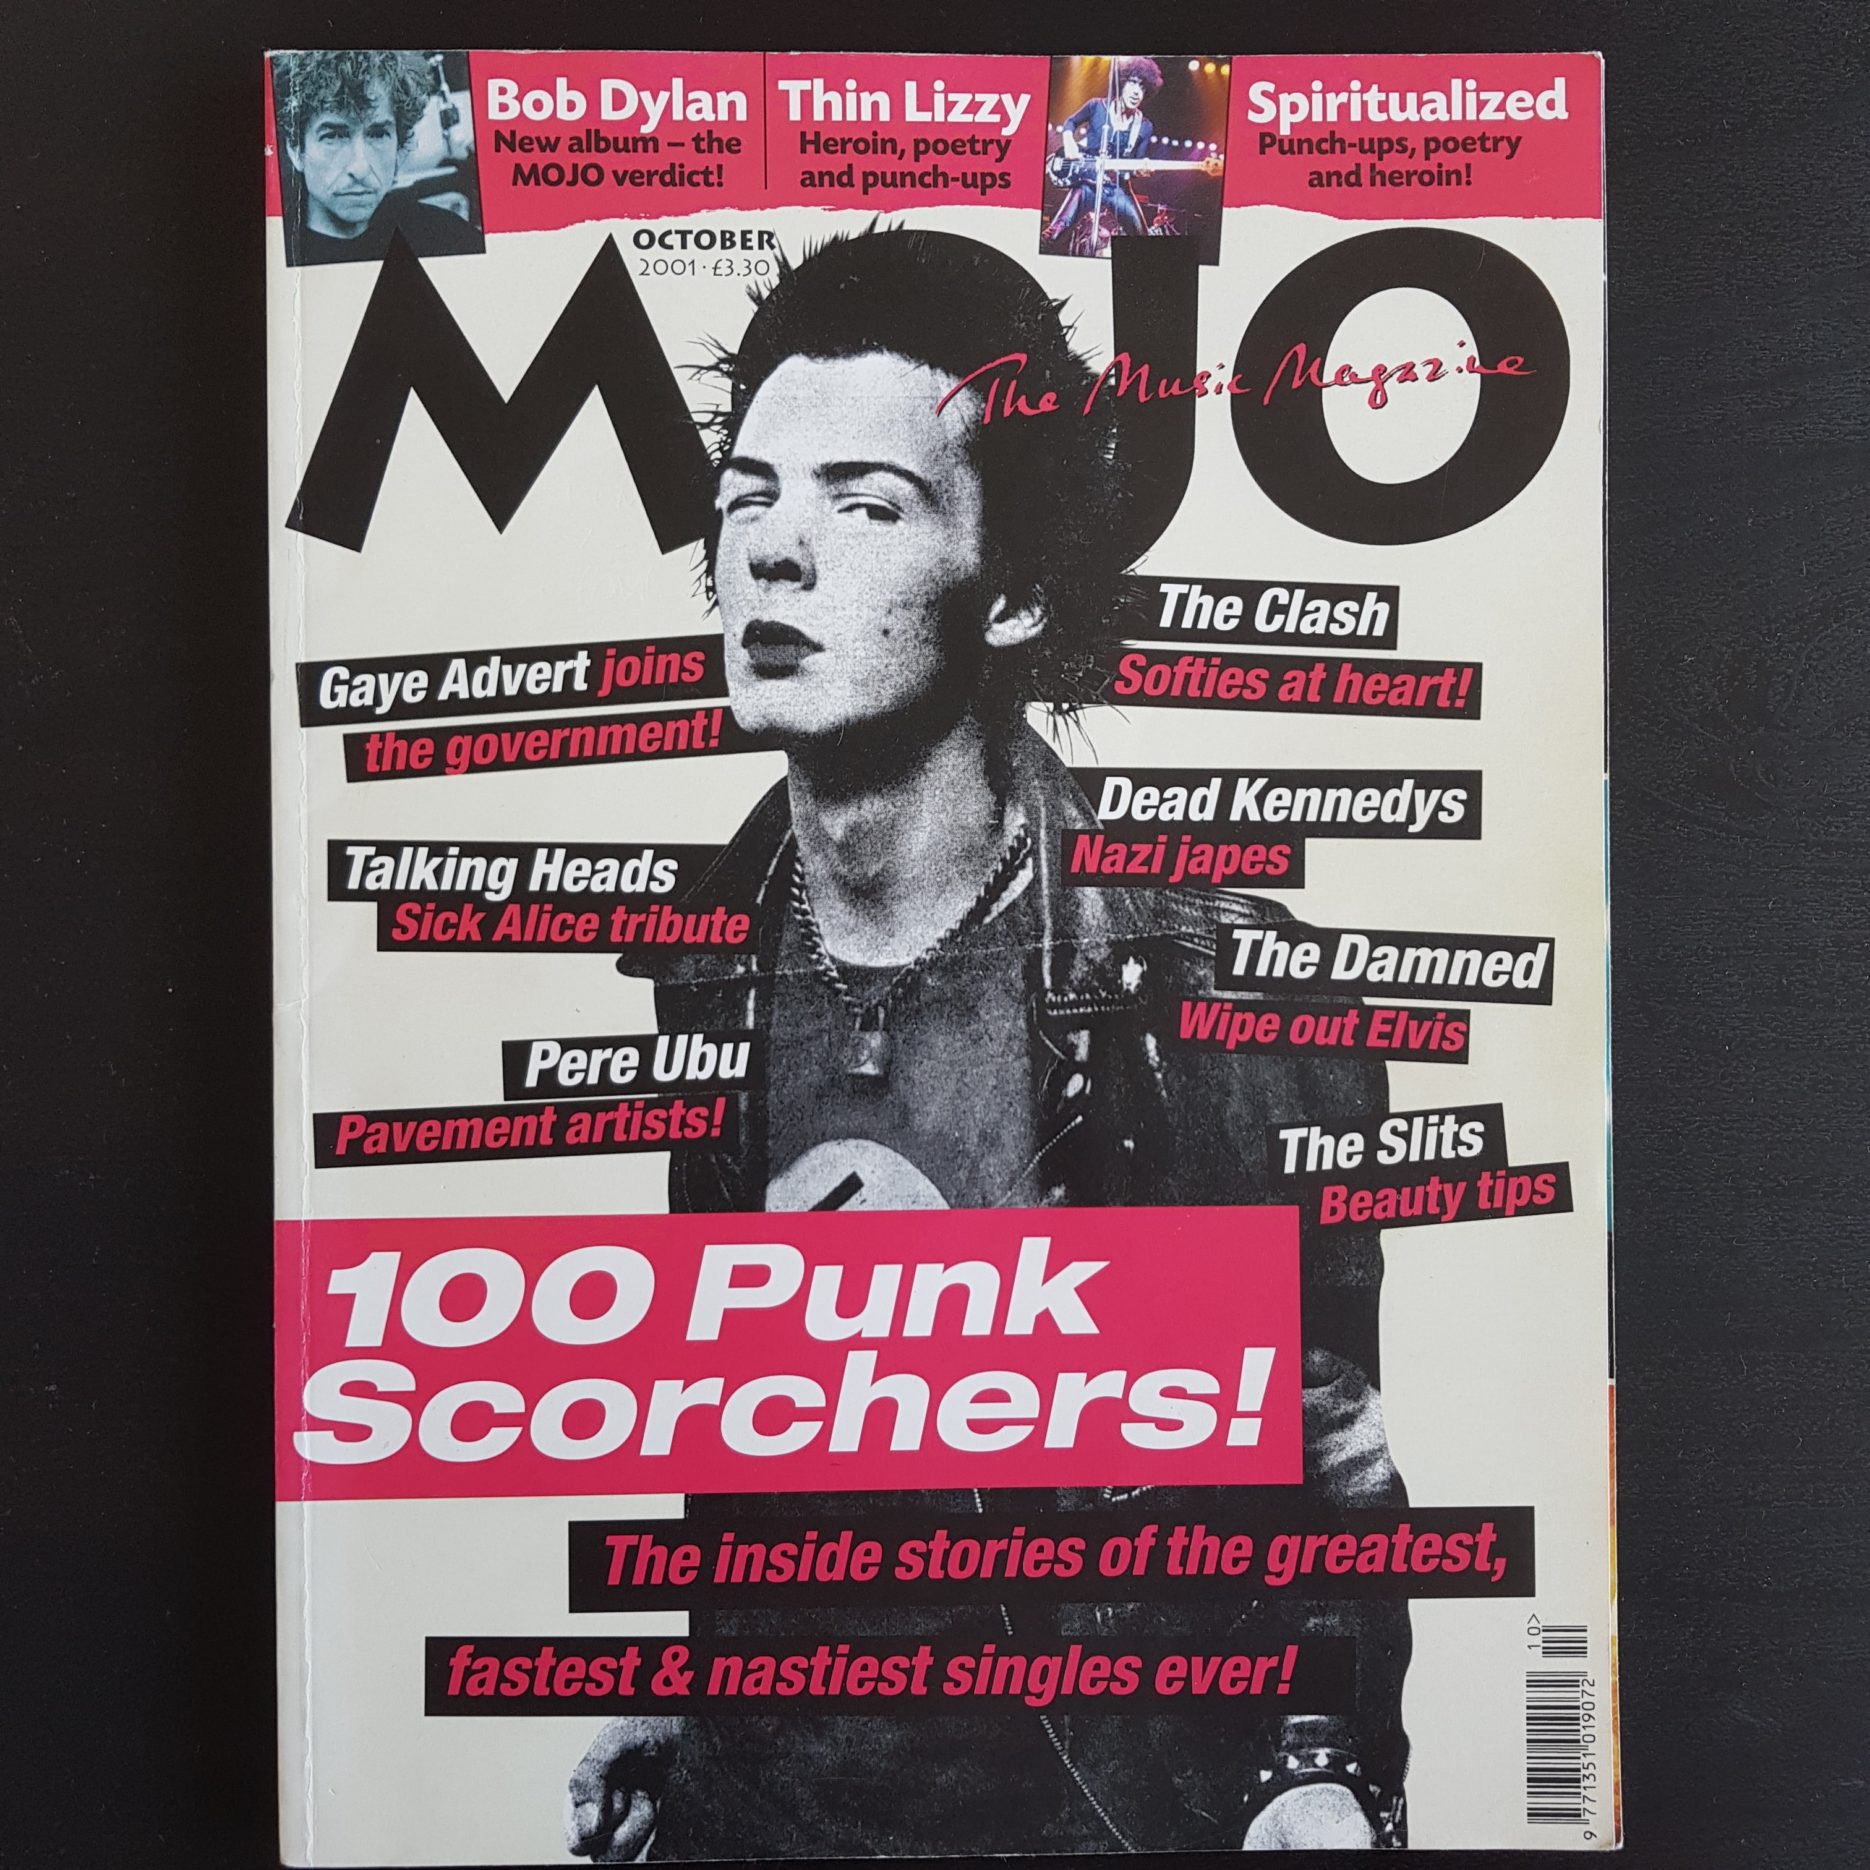 Bob Dylan
New album – the
MOJO verdict!
Thin Lizzy
Heroin, poetry
and punch-ups
Spiritualized
Punch-ups, poetry
and heroin!
OCTOBER
2001·£3.30
MOJO
The Music Magazine
Gaye Advert joins
the government!
Talking Heads
Sick Alice tribute
Pere Ubu
Pavement artists!
The Clash
Softies at heart!
Dead Kennedys
Nazi japes
The Damned
Wipe out Elvis
The Slits
Beauty tips
100 Punk
Scorchers!
The inside stories of the greatest,
fastest & nastiest singles ever!
10>
9 771351 019072